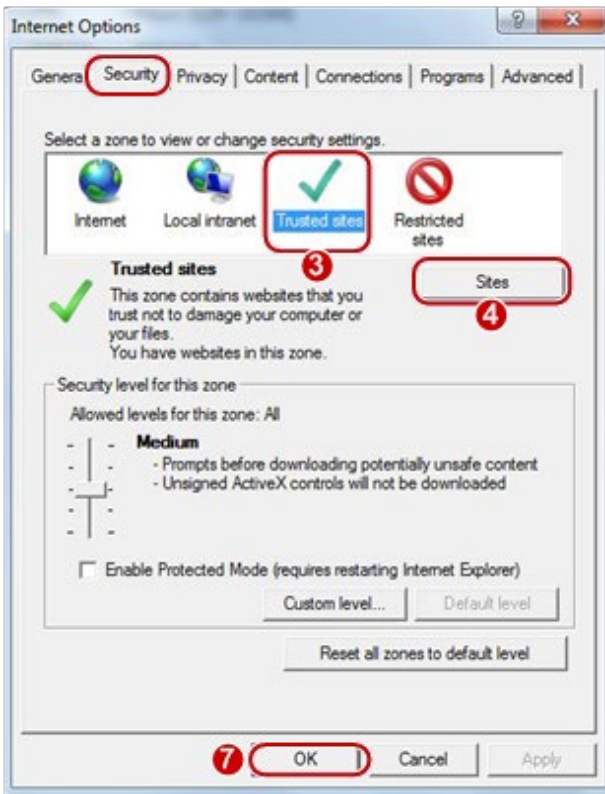 Internet Options
General Security Privacy Content Connections Programs Advanced
Select a zone to view or change security settings.
Internet Local intranet Trusted sites Restricted
sites
3
Trusted sites
Sites
4
This zone contains websites that you
trust not to damage your computer or
your files.
You have websites in this zone.
Security level for this zone
Allowed levels for this zone: All
Medium
- Prompts before downloading potentially unsafe content
- Unsigned ActiveX controls will not be downloaded
Enable Protected Mode (requires restarting Internet Explorer)
Custom level... Default level
Reset all zones to default level
7 OK Cancel Apply